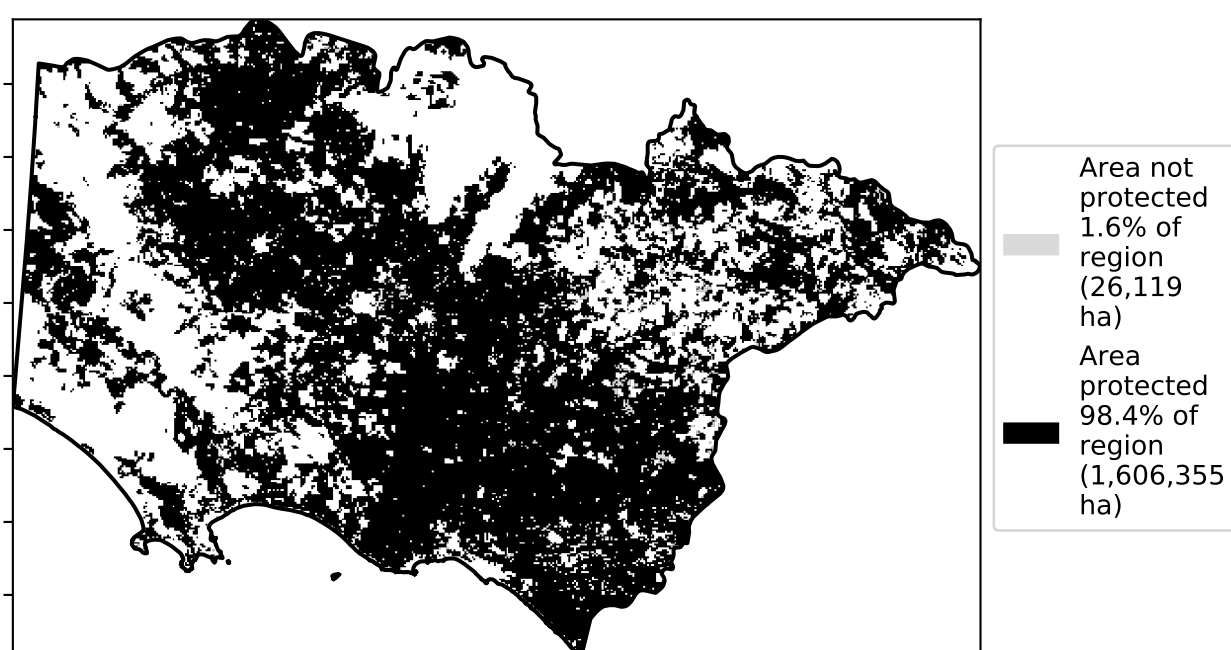 Area not
protected
1.6% of
region
(26,119
ha)
Area
protected
98.4% of
region
(1,606,355
ha)